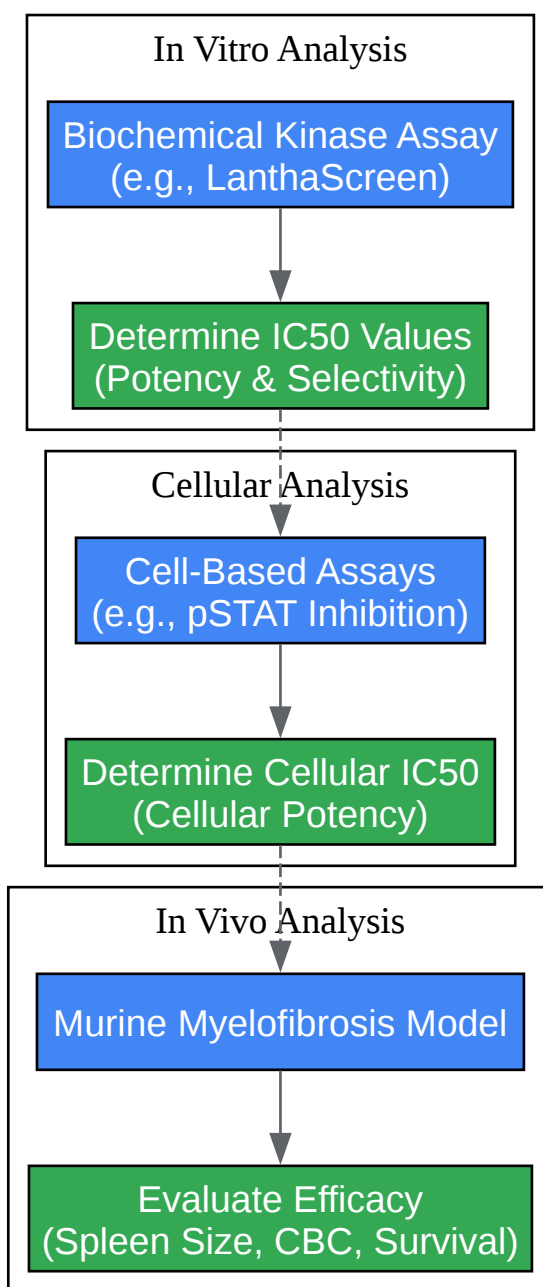 In Vitro Analysis
Biochemical Kinase Assay
(e.g., LanthaScreen)
Determine IC50 Values
(Potency & Selectivity)
Cellular Analysis
Cell-Based Assays
(e.g., pSTAT Inhibition)
Determine Cellular IC50
(Cellular Potency)
In Vivo Analysis
Murine Myelofibrosis Model
Evaluate Efficacy
(Spleen Size, CBC, Survival)